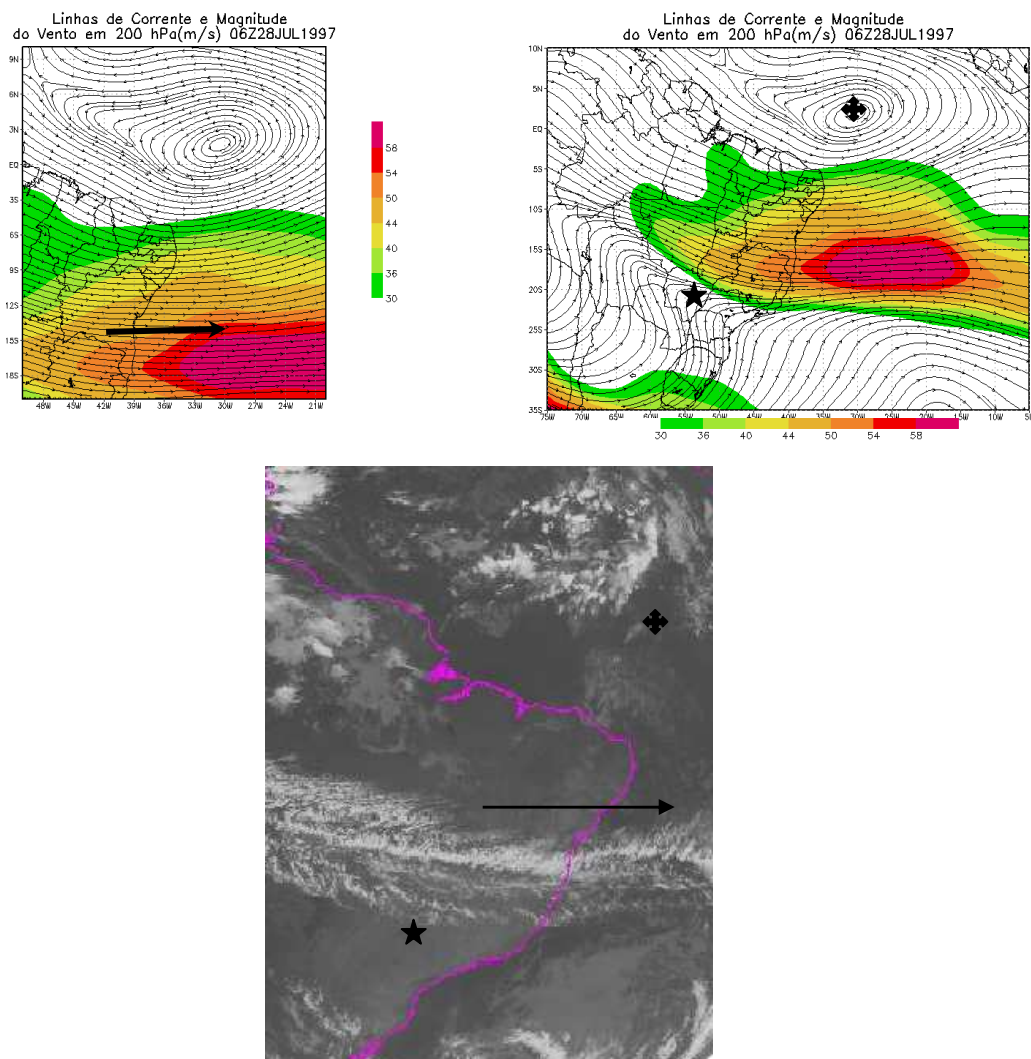 Linhas de Corrente e Magnitude
do Vento em 200 hPa(m/s) 06Z28JUL1997
9N
6N
3N
EQ
3S
6S
9S
12S
15S
18S
48W 45W 42W 39W 36W 33W 30W 27W 24W 21W
58
54
50
44
40
36
30
Linhas de Corrente e Magnitude
do Vento em 200 hPa(m/s) 06Z28JUL1997
10N
5N
EQ
5S
10S
15S
20S
25S
30S
35S
75W 70W 65W 60W 55W 50W 45W 40W 35W 30W 25W 20W 15W 10W 5W
30 36 40 44 50 54 58